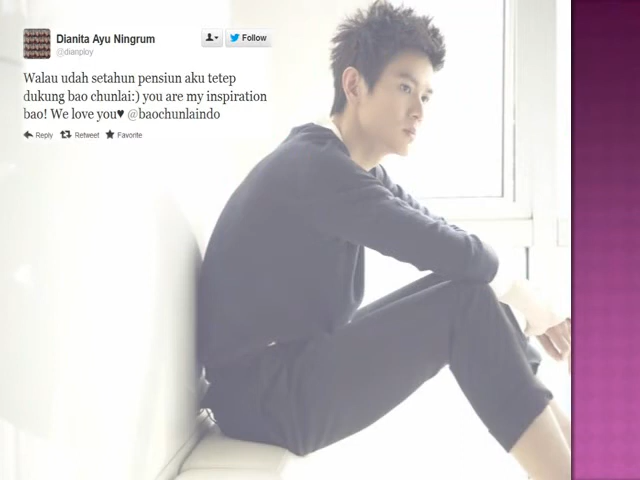 Dianita Ayu Ningrum
Follow
@dianploy
Walau udah setahun pensiun aku tetep
dukung bao chunlai:) you are my inspiration
bao! We love you♥ @baochunlaindo
Reply Retweet Favorite